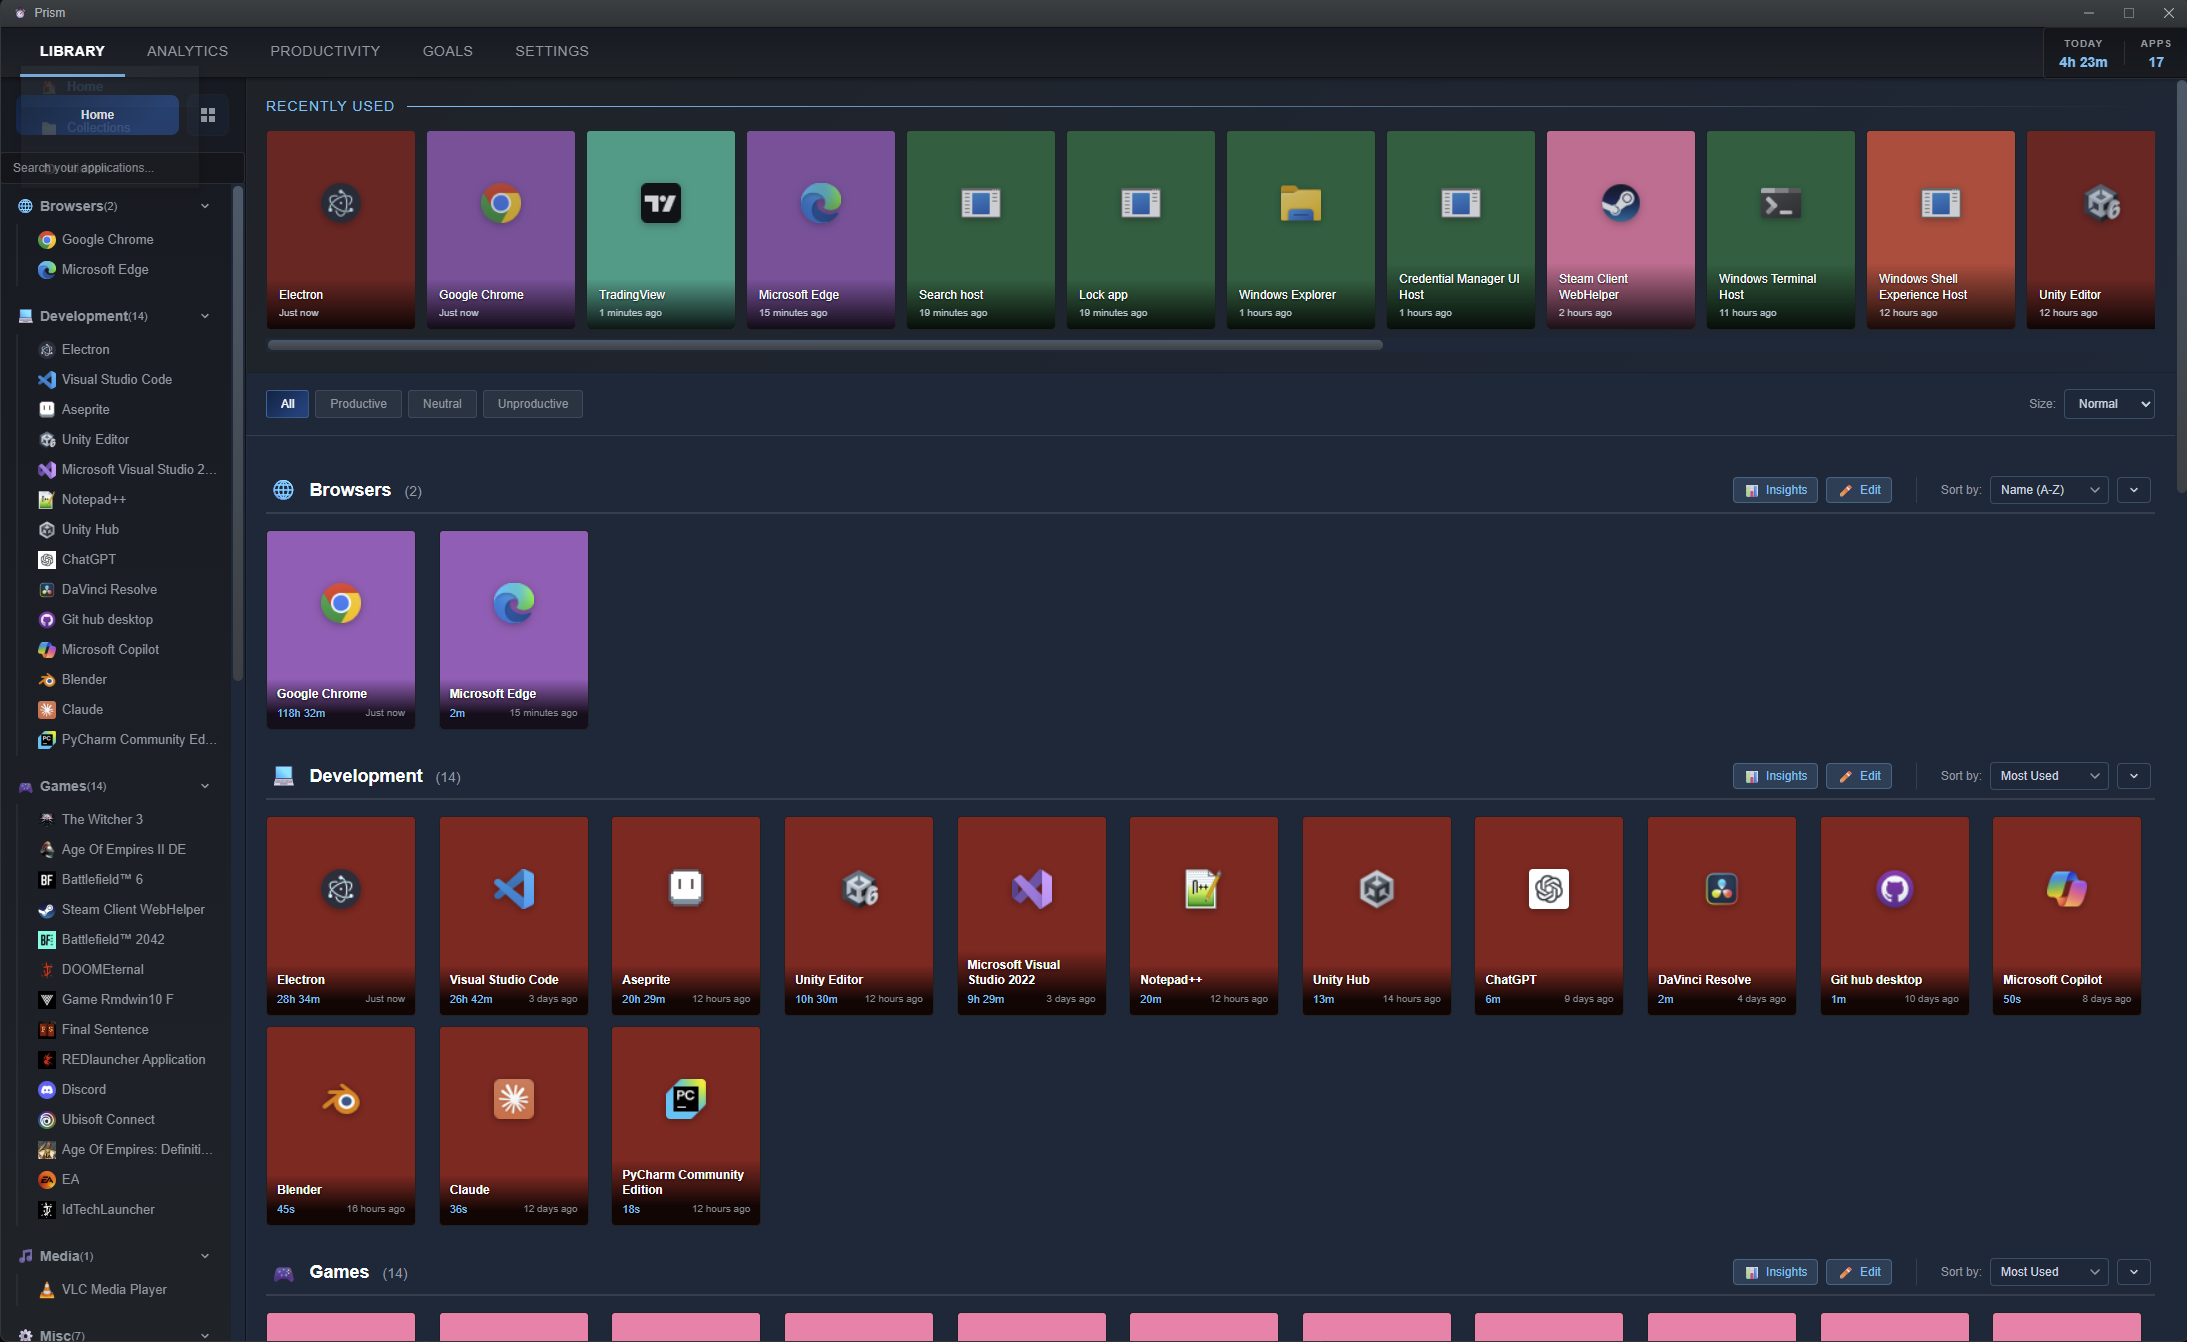 Prism
LIBRARY ANALYTICS PRODUCTIVITY GOALS SETTINGS
TODAY
4h 23m
APPS
17
Home
Home
Collections
Search your applications...
Browsers(2)
Google Chrome
Microsoft Edge
Development(14)
Electron
Visual Studio Code
Aseprite
Unity Editor
Microsoft Visual Studio 2...
Notepad++
Unity Hub
ChatGPT
DaVinci Resolve
Git hub desktop
Microsoft Copilot
Blender
Claude
PyCharm Community Ed...
Games(14)
The Witcher 3
Age Of Empires II DE
Battlefield™ 6
Steam Client WebHelper
Battlefield™ 2042
DOOMEternal
Game Rmdwin10 F
Final Sentence
REDlauncher Application
Discord
Ubisoft Connect
Age Of Empires: Definiti...
EA
IdTechLauncher
Media(1)
VLC Media Player
Misc(7)
RECENTLY USED
Electron
Just now
Google Chrome
Just now
TradingView
1 minutes ago
Microsoft Edge
15 minutes ago
Search host
19 minutes ago
Lock app
19 minutes ago
Windows Explorer
1 hours ago
Credential Manager UI
Host
1 hours ago
Steam Client
WebHelper
2 hours ago
Windows Terminal
Host
11 hours ago
Windows Shell
Experience Host
12 hours ago
Unity Editor
12 hours ago
All Productive Neutral Unproductive
Size: Normal
Browsers (2)
Insights Edit Sort by: Name (A-Z)
Google Chrome
118h 32m Just now
Microsoft Edge
2m 15 minutes ago
Development (14)
Insights Edit Sort by: Most Used
Electron
28h 34m Just now
Visual Studio Code
26h 42m 3 days ago
Aseprite
20h 29m 12 hours ago
Unity Editor
10h 30m 12 hours ago
Microsoft Visual
Studio 2022
9h 29m 3 days ago
Notepad++
20m 12 hours ago
Unity Hub
13m 14 hours ago
ChatGPT
6m 9 days ago
DaVinci Resolve
2m 4 days ago
Git hub desktop
1m 10 days ago
Microsoft Copilot
50s 8 days ago
Blender
45s 16 hours ago
Claude
36s 12 days ago
PyCharm Community
Edition
18s 12 hours ago
Games (14)
Insights Edit Sort by: Most Used